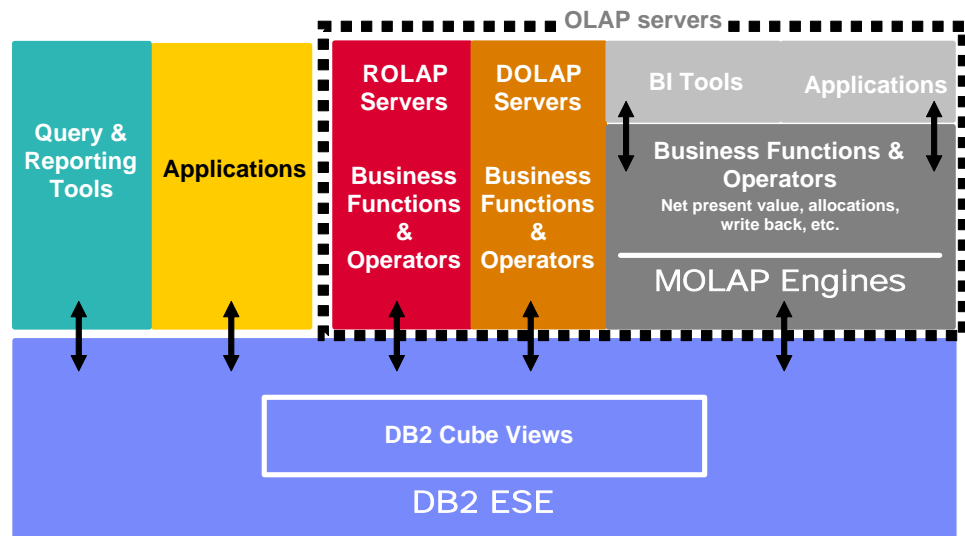 OLAP servers
Query &
Reporting
Tools
Applications
ROLAP
Servers
Business
Functions
&
Operators
DOLAP
Servers
Business
Functions
&
Operators
BI Tools
Applications
Business Functions &
Operators
Net present value, allocations,
write back, etc.
MOLAP Engines
DB2 Cube Views
DB2 ESE